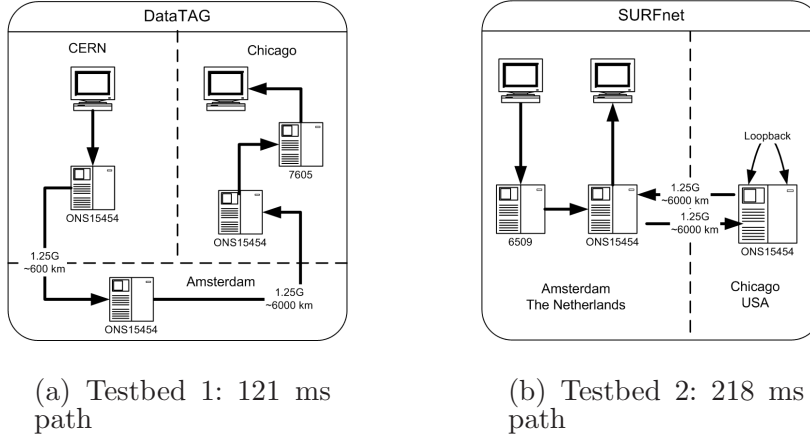 DataTAG
CERN
Chicago
7605
ONS15454
ONS15454
1.25G
~600 km
Amsterdam
1.25G
~6000 km
ONS15454
(a) Testbed 1: 121 ms
path
SURFnet
Loopback
1.25G
~6000 km
1.25G
~6000 km
6509
ONS15454
ONS15454
Amsterdam
The Netherlands
Chicago
USA
(b) Testbed 2: 218 ms
path